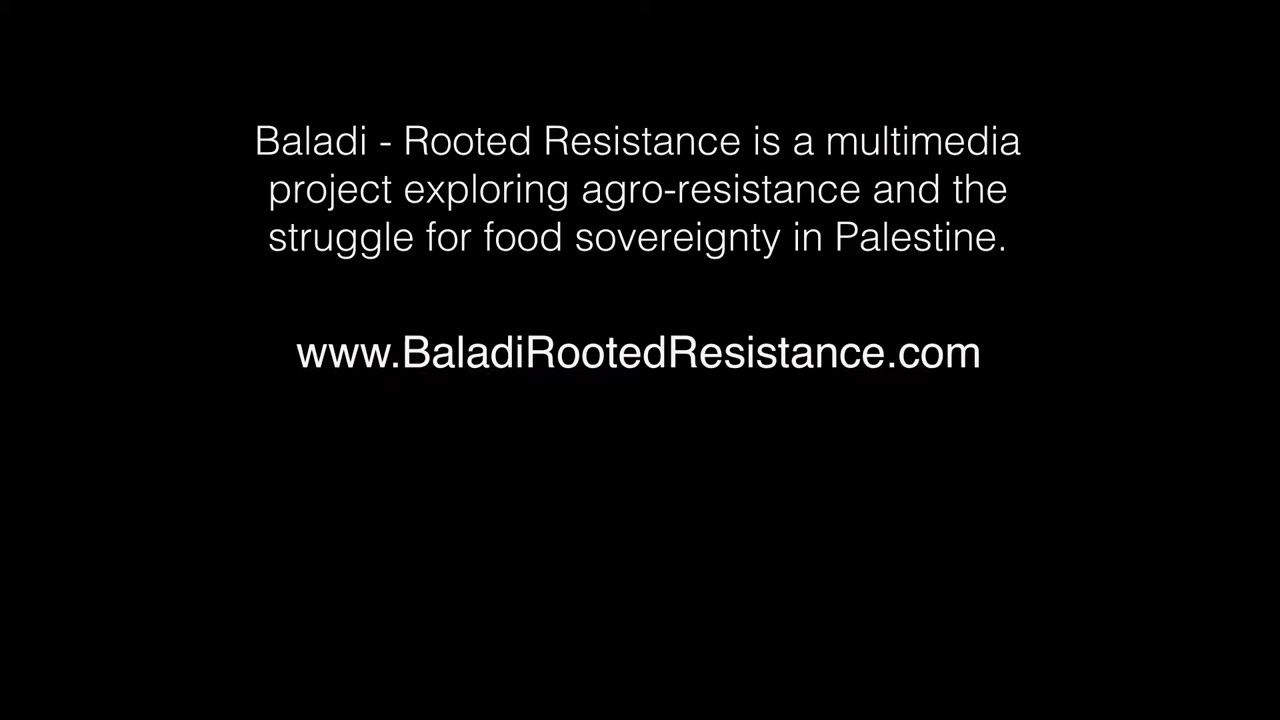 Baladi - Rooted Resistance is a multimedia
project exploring agro-resistance and the
struggle for food sovereignty in Palestine.
www.BaladiRootedResistance.com